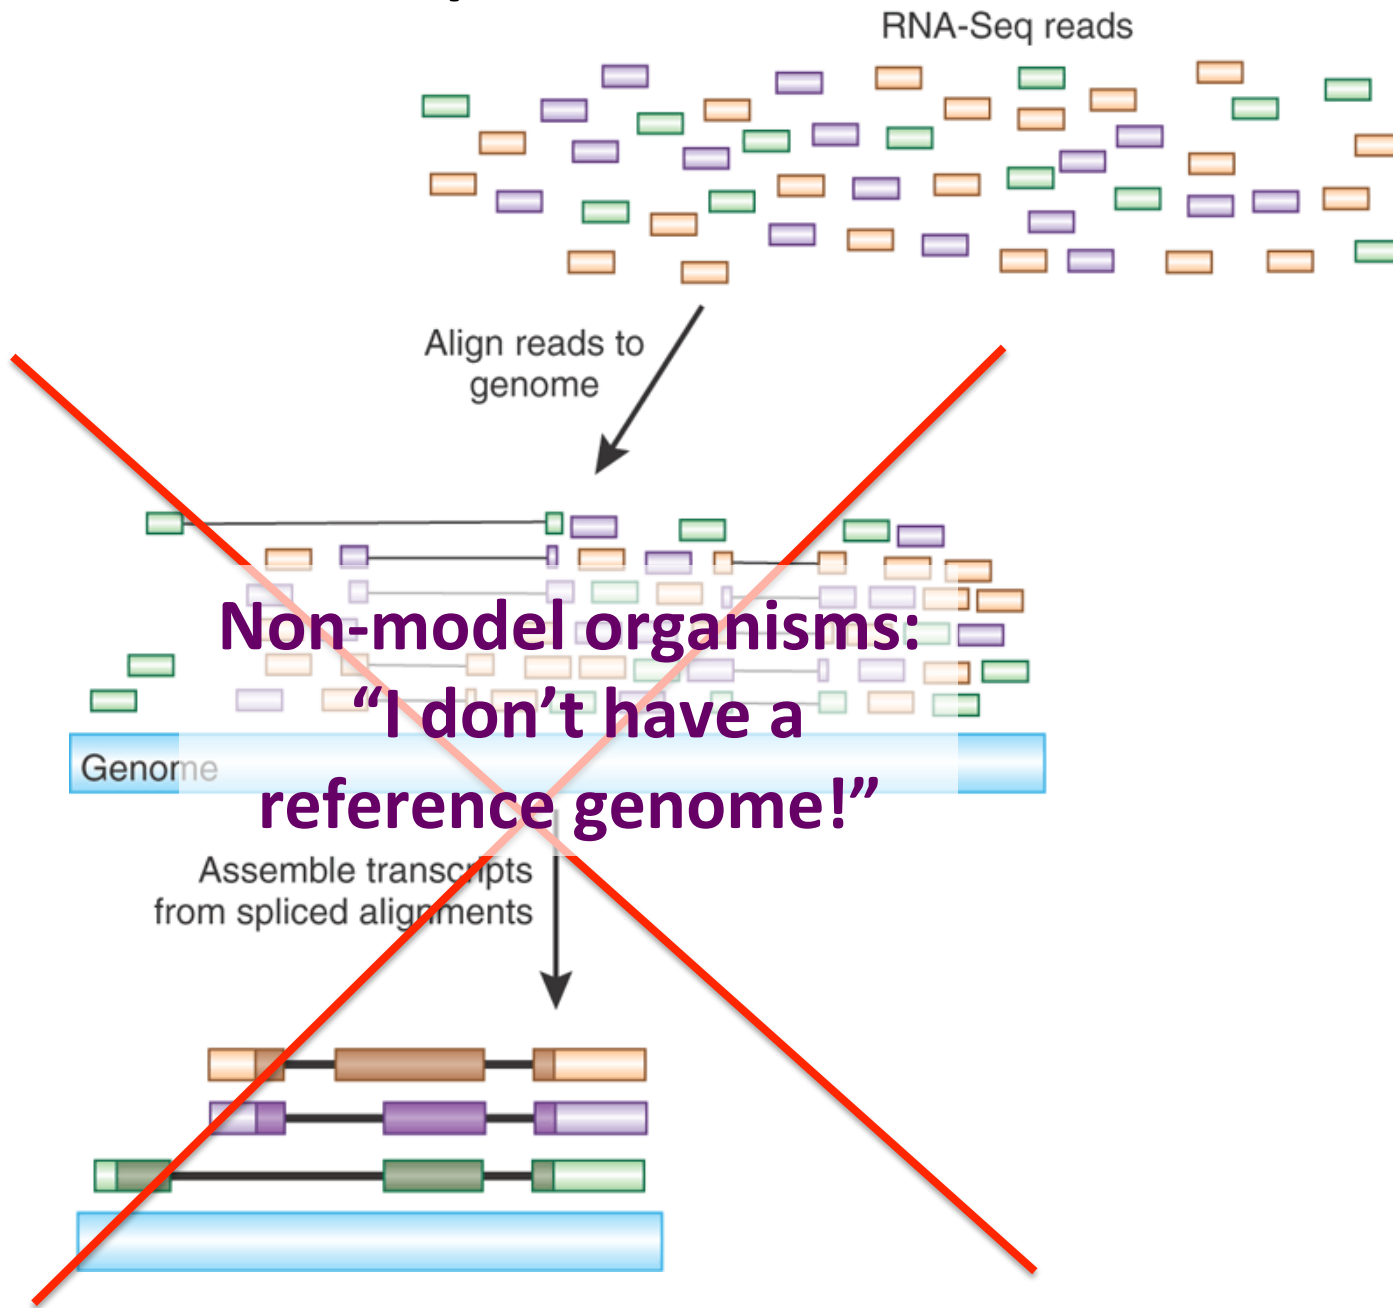 RNA-Seq reads
Align reads to
genome
Non-model organisms:
“I don’t have a
reference genome!”
Genome
Assemble transcripts
from spliced alignments